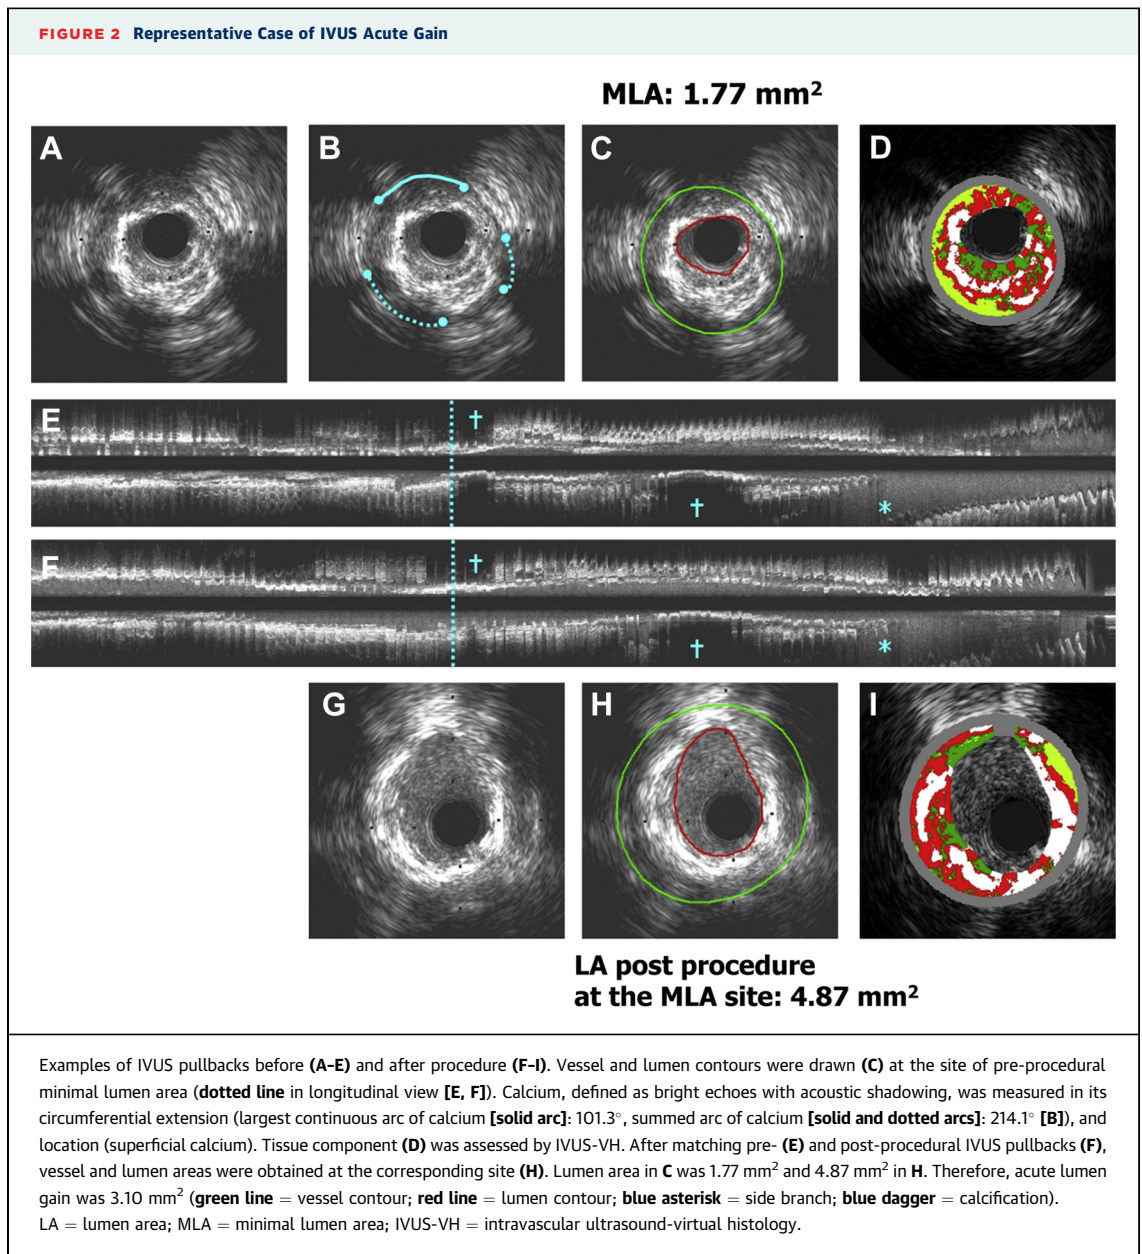 FIGURE 2 Representative Case of IVUS Acute Gain
MLA: 1.77 mm²
A
B
C
D
E
†
†
*
F
†
†
*
G
H
I
LA post procedure
at the MLA site: 4.87 mm²
Examples of IVUS pullbacks before (A–E) and after procedure (F–I). Vessel and lumen contours were drawn (C) at the site of pre-procedural
minimal lumen area (dotted line in longitudinal view [E, F]). Calcium, defined as bright echoes with acoustic shadowing, was measured in its
circumferential extension (largest continuous arc of calcium [solid arc]: 101.3°, summed arc of calcium [solid and dotted arcs]: 214.1° [B]), and
location (superficial calcium). Tissue component (D) was assessed by IVUS-VH. After matching pre- (E) and post-procedural IVUS pullbacks (F),
vessel and lumen areas were obtained at the corresponding site (H). Lumen area in C was 1.77 mm² and 4.87 mm² in H. Therefore, acute lumen
gain was 3.10 mm² (green line = vessel contour; red line = lumen contour; blue asterisk = side branch; blue dagger = calcification).
LA = lumen area; MLA = minimal lumen area; IVUS-VH = intravascular ultrasound-virtual histology.